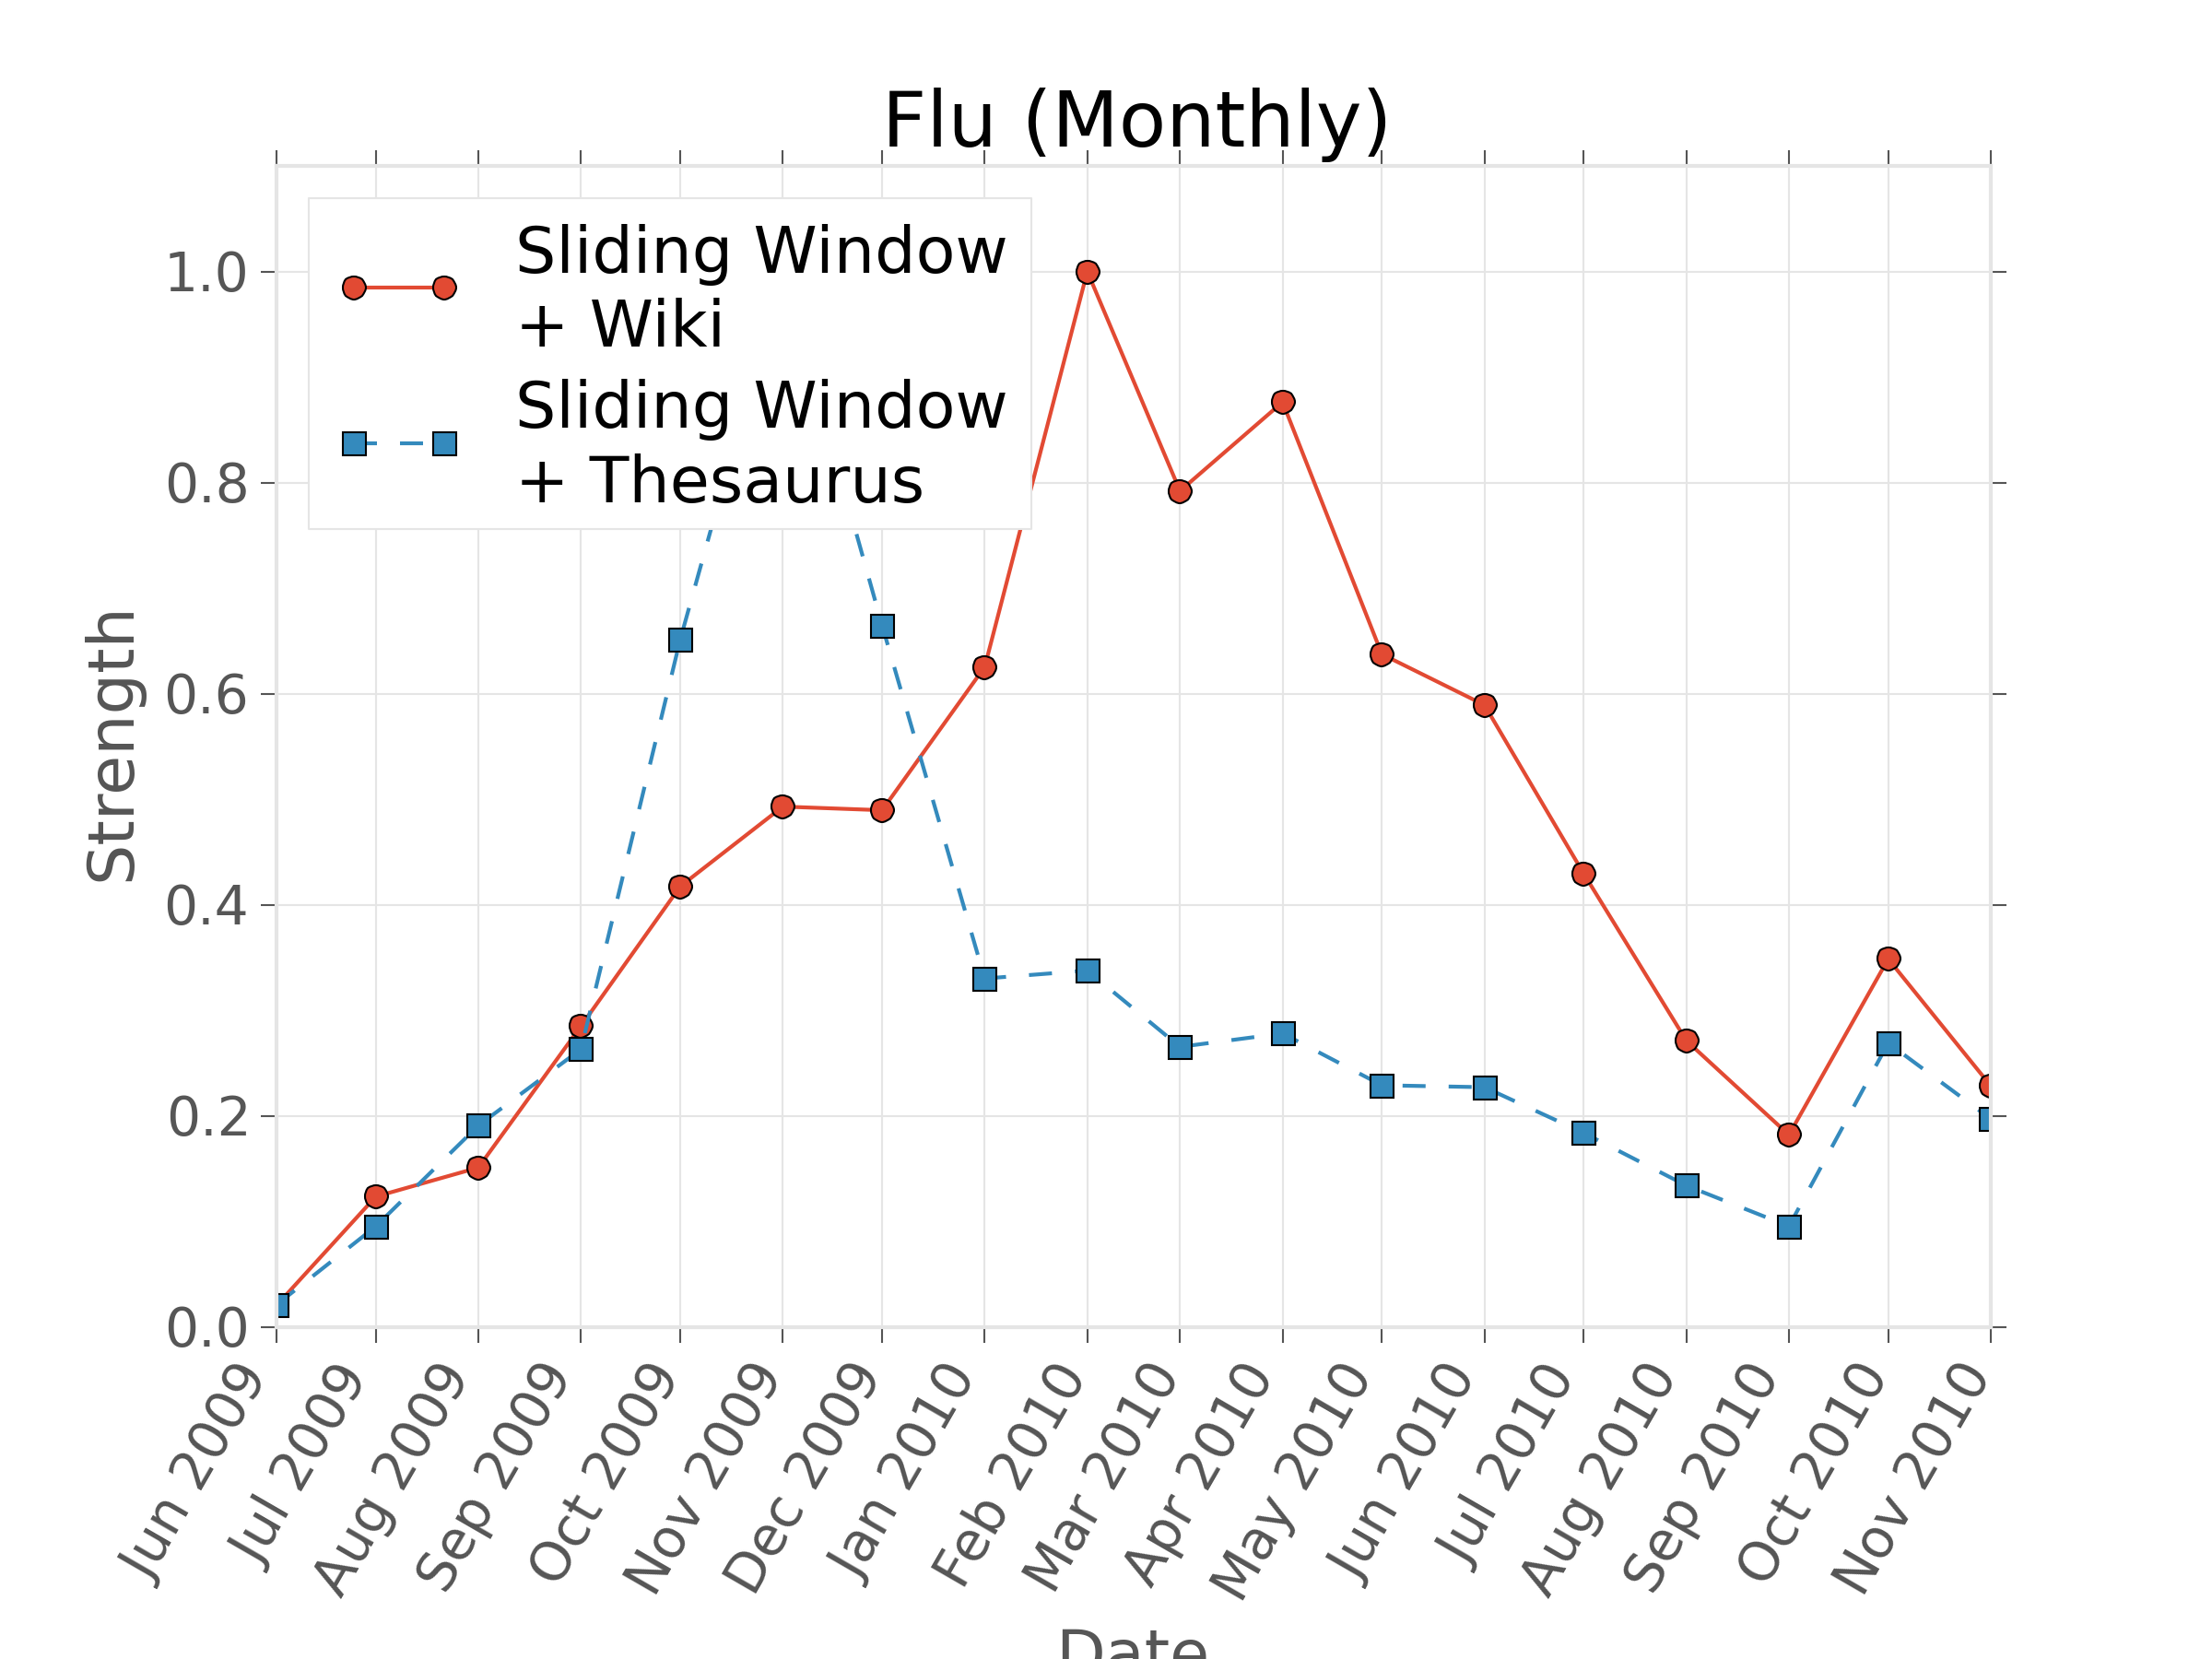 Flu (Monthly)
Sliding Window
+ Wiki
Sliding Window
+ Thesaurus
Strength
1.0
0.8
0.6
0.4
0.2
0.0
Jun 2009
Jul 2009
Aug 2009
Sep 2009
Oct 2009
Nov 2009
Dec 2009
Jan 2010
Feb 2010
Mar 2010
Apr 2010
May 2010
Jun 2010
Jul 2010
Aug 2010
Sep 2010
Oct 2010
Nov 2010
Date